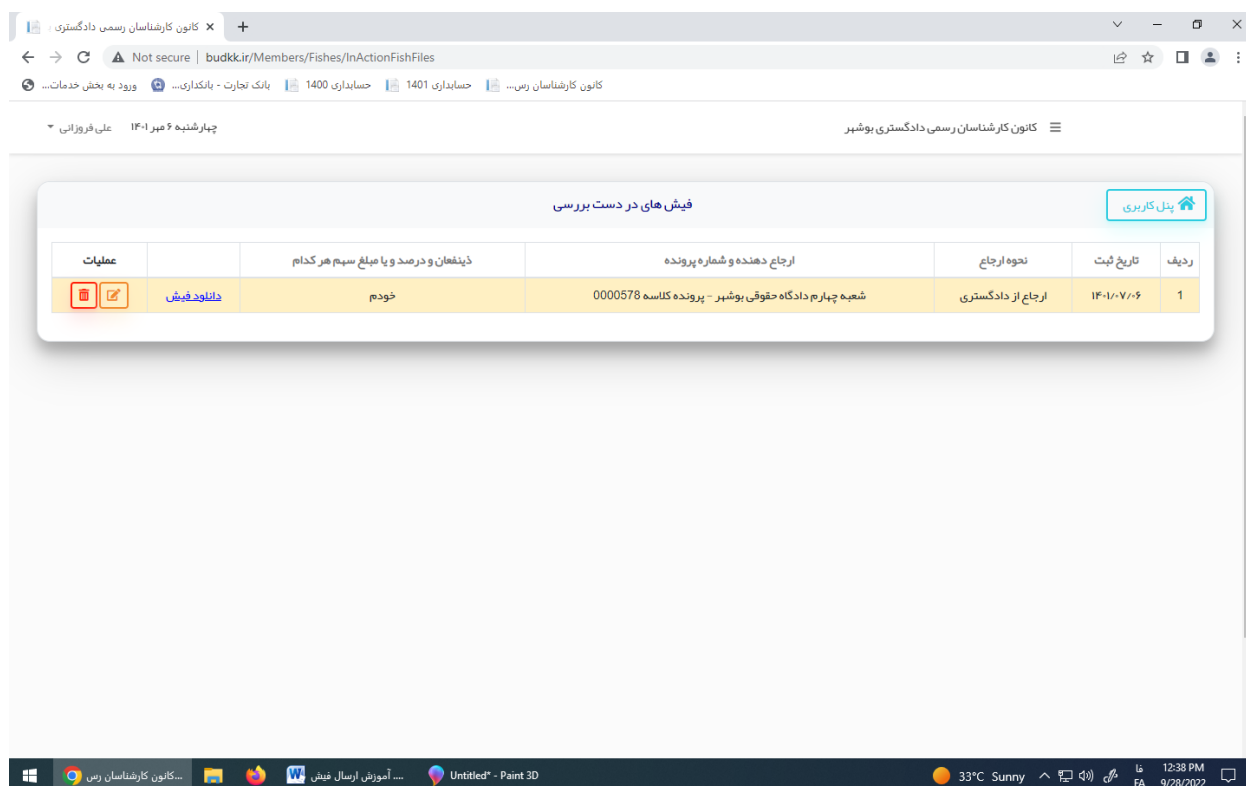 کانون کارشناسان رسمی دادگستری
Not secure | budkk.ir/Members/Fishes/InActionFishFiles
کانون کارشناسان رس... حسابداری 1401 حسابداری 1400 بانک تجارت - بانکداری... ورود به بخش خدمات...
کانون کارشناسان رسمی دادگستری بوشهر چهارشنبه ۶ مهر ۱۴۰۱ علی فروزانی
پنل کاربری فیش های در دست بررسی
ردیف تاریخ ثبت نحوه ارجاع ارجاع دهنده و شماره پرونده ذینفعان و درصد و یا مبلغ سهم هر کدام عملیات
1 ۱۴۰۱/۰۷/۰۶ ارجاع از دادگستری شعبه چهارم دادگاه حقوقی بوشهر - پرونده کلاسه 0000578 خودم دانلود فیش
کانون کارشناسان رس... آموزش ارسال فیش .... Untitled* - Paint 3D 33°C Sunny فا 12:38 PM
FA 9/28/2022